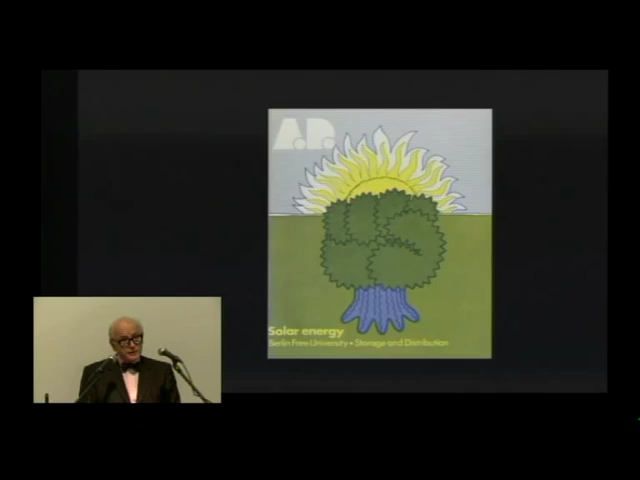 A.D.
Solar energy
Berlin Free University • Storage and Distribution